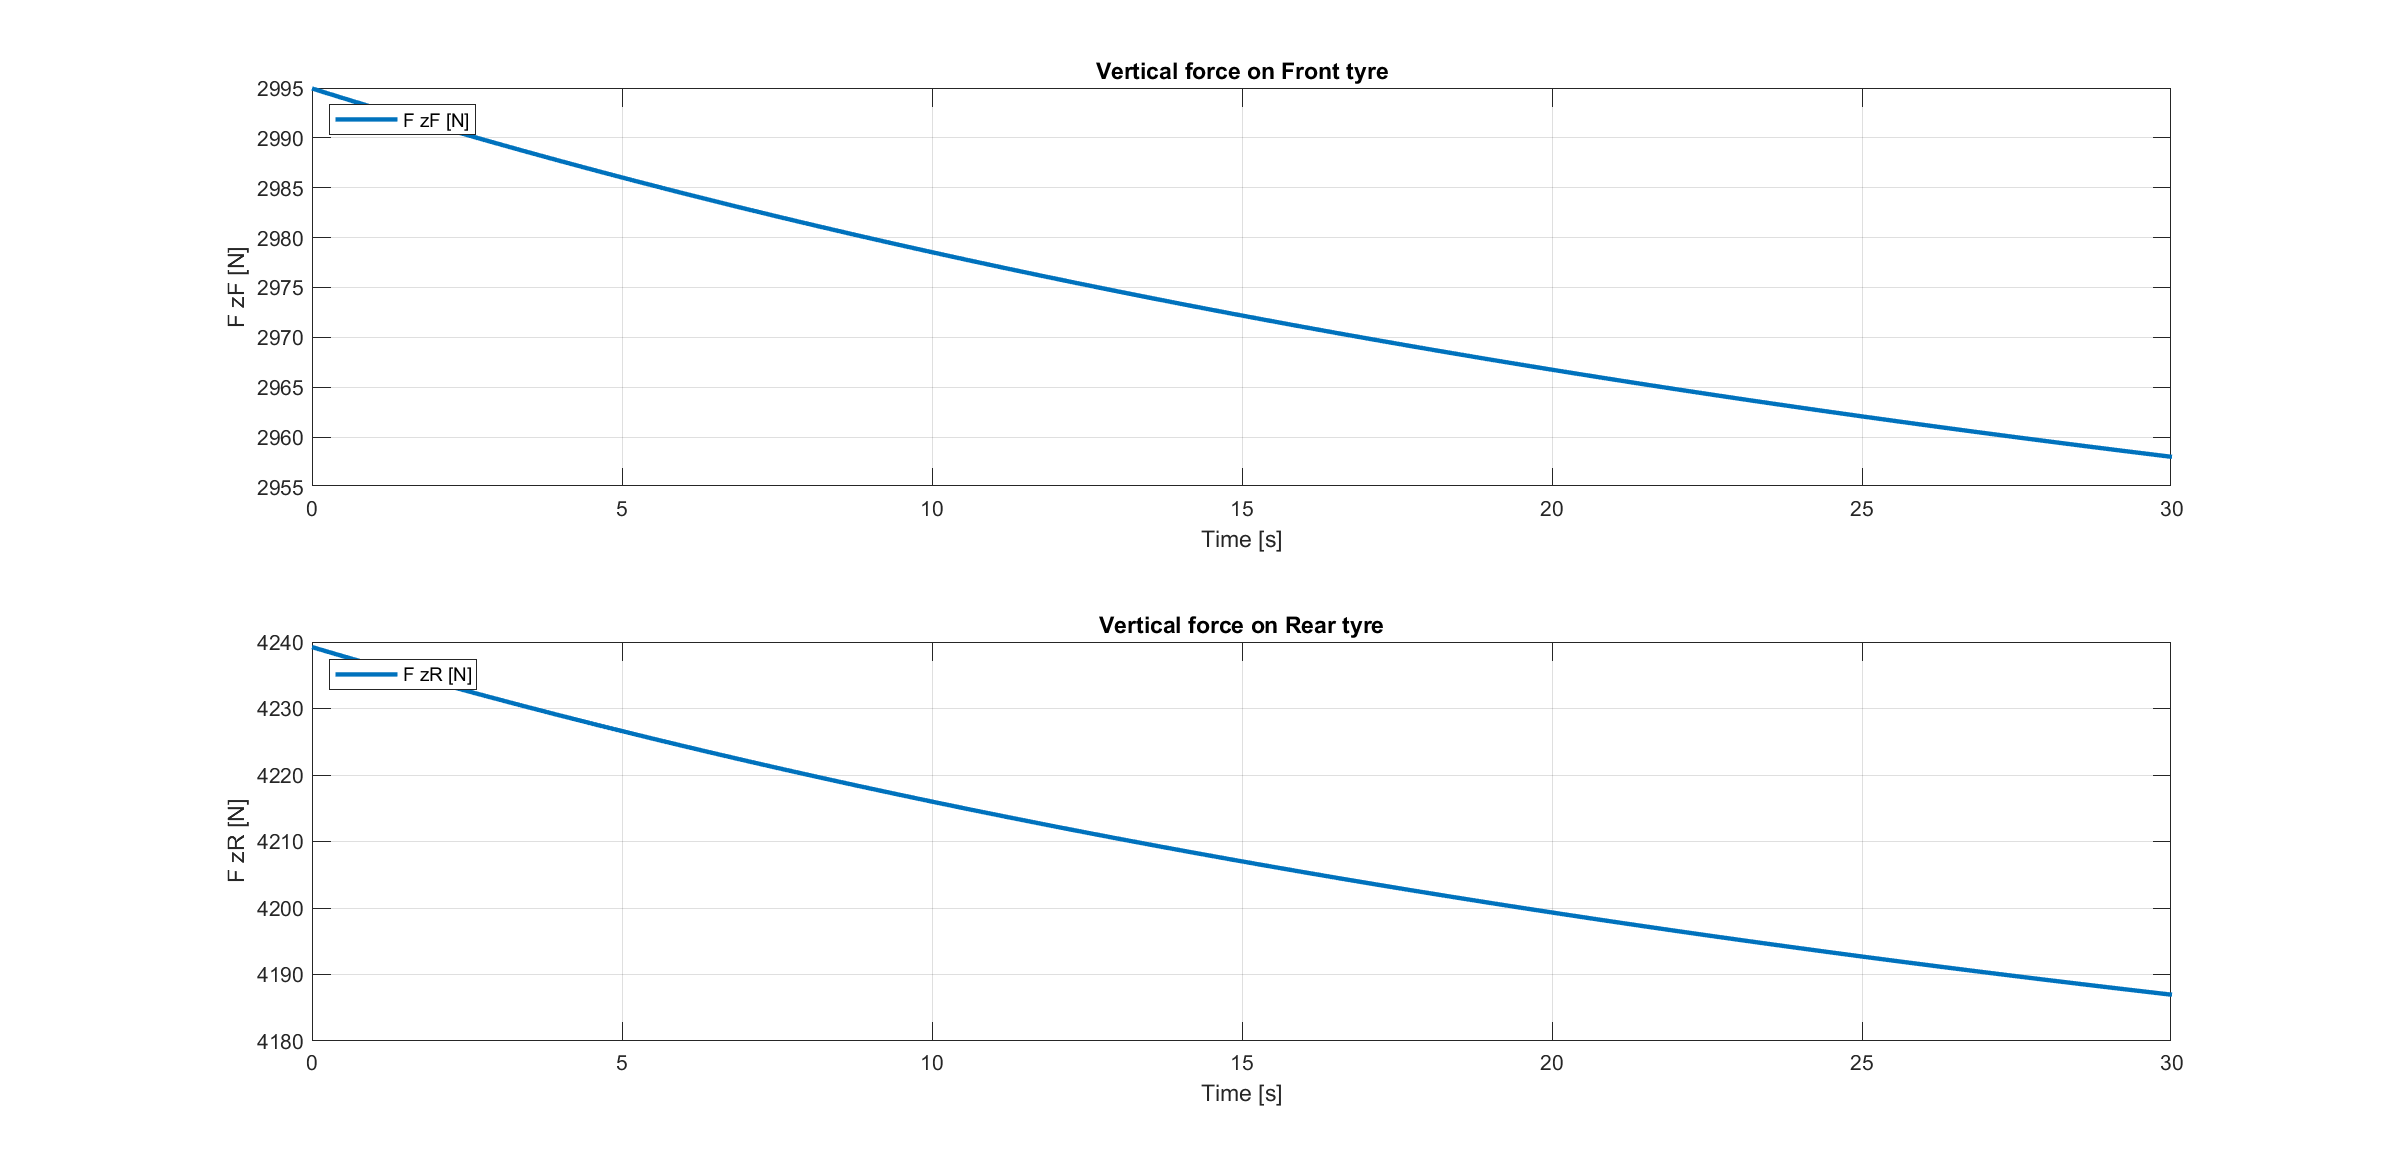 Vertical force on Front tyre
2995
2990
2985
2980
2975
2970
2965
2960
2955
F zF [N]
F zF [N]
0 5 10 15 20 25 30
Time [s]
Vertical force on Rear tyre
4240
4230
4220
4210
4200
4190
4180
F zR [N]
F zR [N]
0 5 10 15 20 25 30
Time [s]